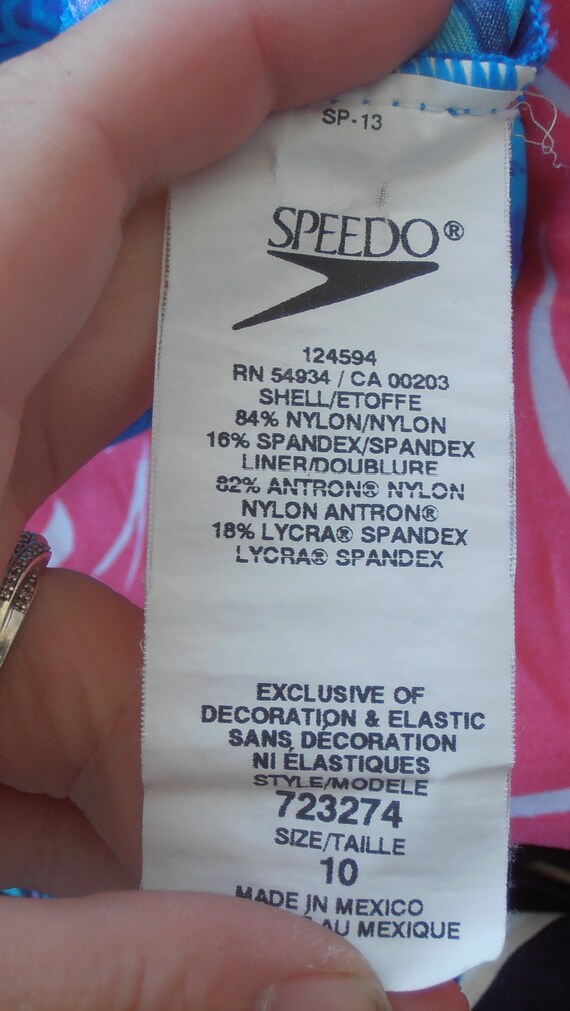 SP-13
SPEEDO®
124594
RN 54934 / CA 00203
SHELL/ETOFFE
84% NYLON/NYLON
16% SPANDEX/SPANDEX
LINER/DOUBLURE
82% ANTRON® NYLON
NYLON ANTRON®
18% LYCRA® SPANDEX
LYCRA® SPANDEX
EXCLUSIVE OF
DECORATION & ELASTIC
SANS DÉCORATION
NI ÉLASTIQUES
STYLE/MODELE
723274
SIZE/TAILLE
10
MADE IN MEXICO
AU MEXIQUE